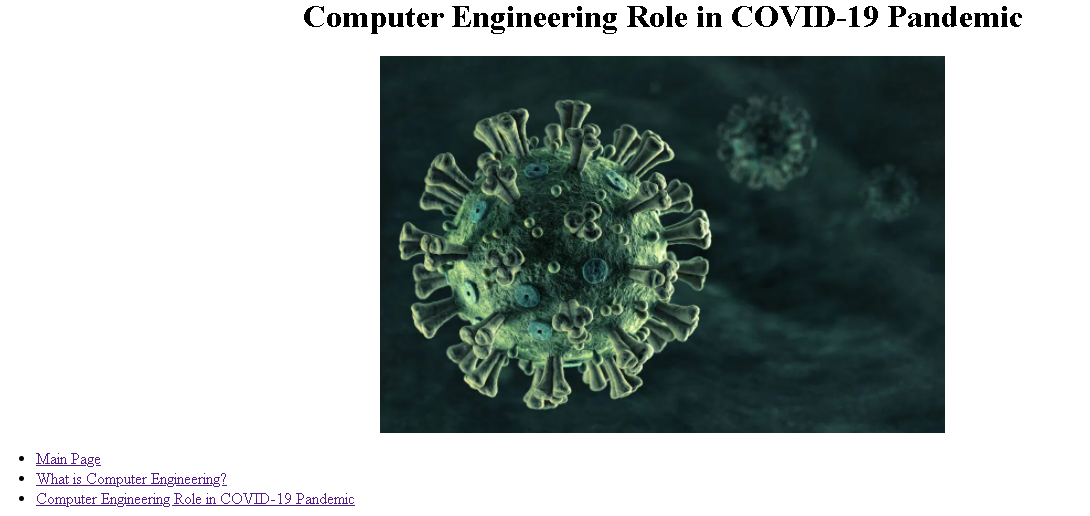 Computer Engineering Role in COVID-19 Pandemic
Main Page
What is Computer Engineering?
Computer Engineering Role in COVID-19 Pandemic